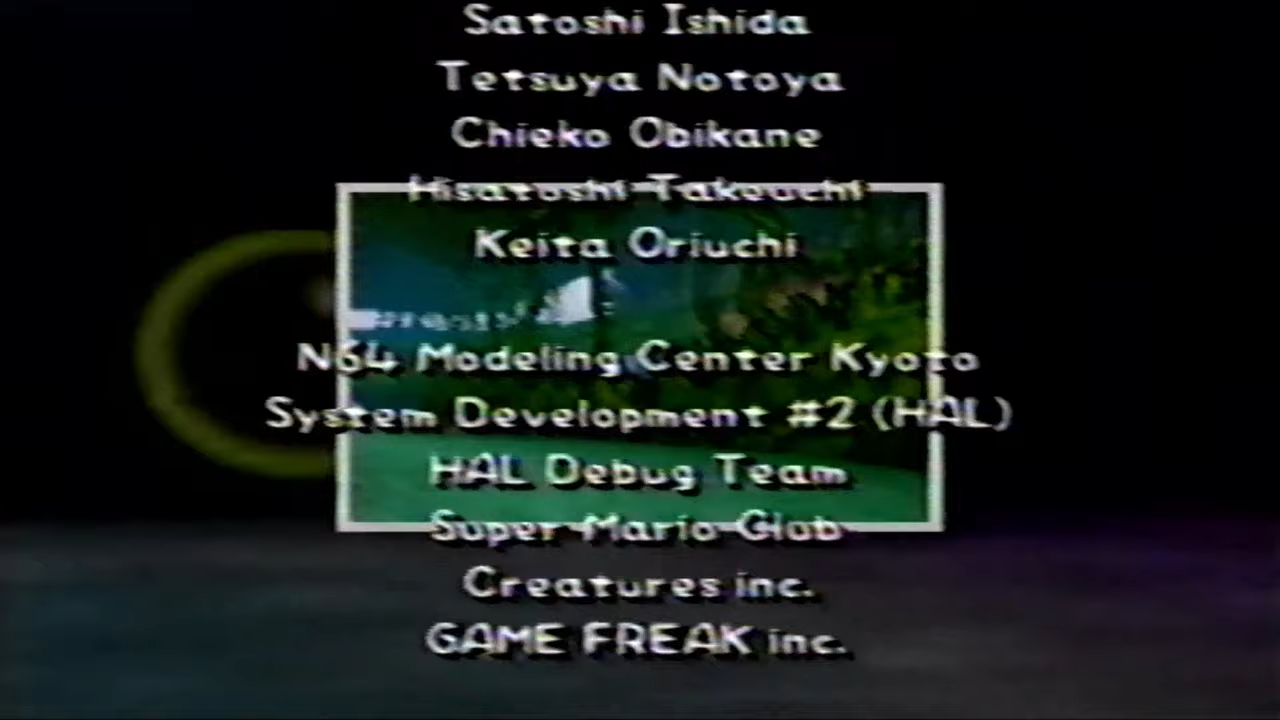 Satoshi Ishida
Tetsuya Notoya
Chieko Obikane
Hisatoshi Takeuchi
Keita Oriuchi
N64 Modeling Center Kyoto
System Development #2 (HAL)
HAL Debug Team
Super Mario Club
Creatures inc.
GAME FREAK inc.